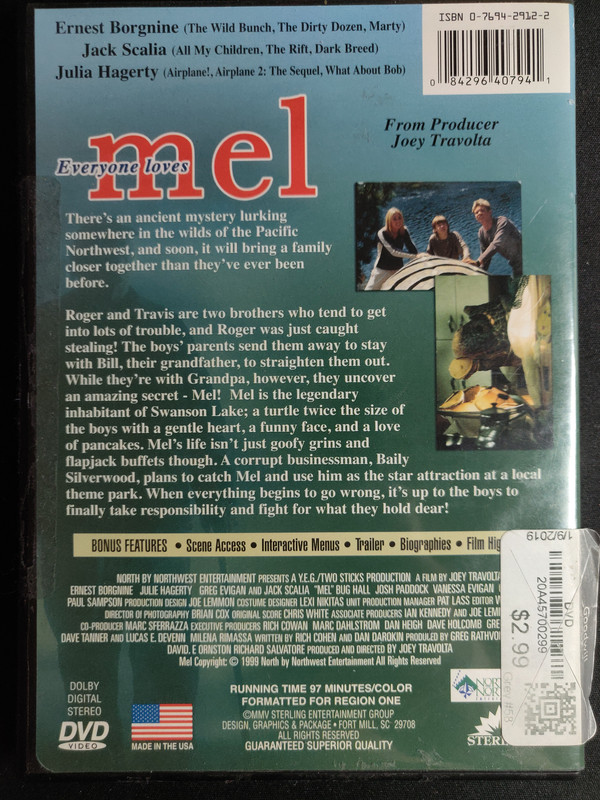 Ernest Borgnine (The Wild Bunch, The Dirty Dozen, Marty)
Jack Scalia (All My Children, The Rift, Dark Breed)
Julia Hagerty (Airplane!, Airplane 2: The Sequel, What About Bob)
ISBN 0-7694-2912-2
0 84296 40794 1
From Producer
Joey Travolta
Everyone loves
mel
There's an ancient mystery lurking
somewhere in the wilds of the Pacific
Northwest, and soon, it will bring a family
closer together than they've ever been
before.
Roger and Travis are two brothers who tend to get
into lots of trouble, and Roger was just caught
stealing! The boys' parents send them away to stay
with Bill, their grandfather, to straighten them out.
While they're with Grandpa, however, they uncover
an amazing secret - Mel! Mel is the legendary
inhabitant of Swanson Lake; a turtle twice the size of
the boys with a gentle heart, a funny face, and a love
of pancakes. Mel's life isn't just goofy grins and
flapjack buffets though. A corrupt businessman, Baily
Silverwood, plans to catch Mel and use him as the star attraction at a local
theme park. When everything begins to go wrong, it's up to the boys to
finally take responsibility and fight for what they hold dear!
BONUS FEATURES • Scene Access • Interactive Menus • Trailer • Biographies • Film Hig
NORTH BY NORTHWEST ENTERTAINMENT PRESENTS A Y.E.G./TWO STICKS PRODUCTION A FILM BY JOEY TRAVOLTA
ERNEST BORGNINE JULIE HAGERTY GREG EVIGAN AND JACK SCALIA "MEL" BUG HALL JOSH PADDOCK VANESSA EVIGAN
PAUL SAMPSON PRODUCTION DESIGN JOE LEMMON COSTUME DESIGNER LEXI NIKITAS UNIT PRODUCTION MANAGER PAT LASS EDITOR
DIRECTOR OF PHOTOGRAPHY BRIAN COX ORIGINAL SCORE CHRIS WHITE ASSOCIATE PRODUCERS IAN KENNEDY AND JOE LEM
CO-PRODUCER MARC SFERRAZZA EXECUTIVE PRODUCERS RICH COWAN MARC DAHLSTROM DAN HEIGH DAVE HOLCOMB GRE
DAVE TANNER AND LUCAS E. DEVENN MILENA RIMASSA WRITTEN BY RICH COHEN AND DAN DAROKIN PRODULED BY GREG RATHVO
DAVID. E ORNSTON RICHARD SALVATORE PRODUCED AND DIRECTED BY JOEY TRAVOLTA
Mel Copyright: © 1999 North by Northwest Entertainment All Rights Reserved
DOLBY
DIGITAL
STEREO
DVD
VIDEO
MADE IN THE USA
RUNNING TIME 97 MINUTES/COLOR
FORMATTED FOR REGION ONE
©MMV STERLING ENTERTAINMENT GROUP
DESIGN, GRAPHICS & PACKAGE • FORT MILL, SC 29708
ALL RIGHTS RESERVED
GUARANTEED SUPERIOR QUALITY
STER
1/9/2019
Goodwill
DVD
20A457700299
$2.99